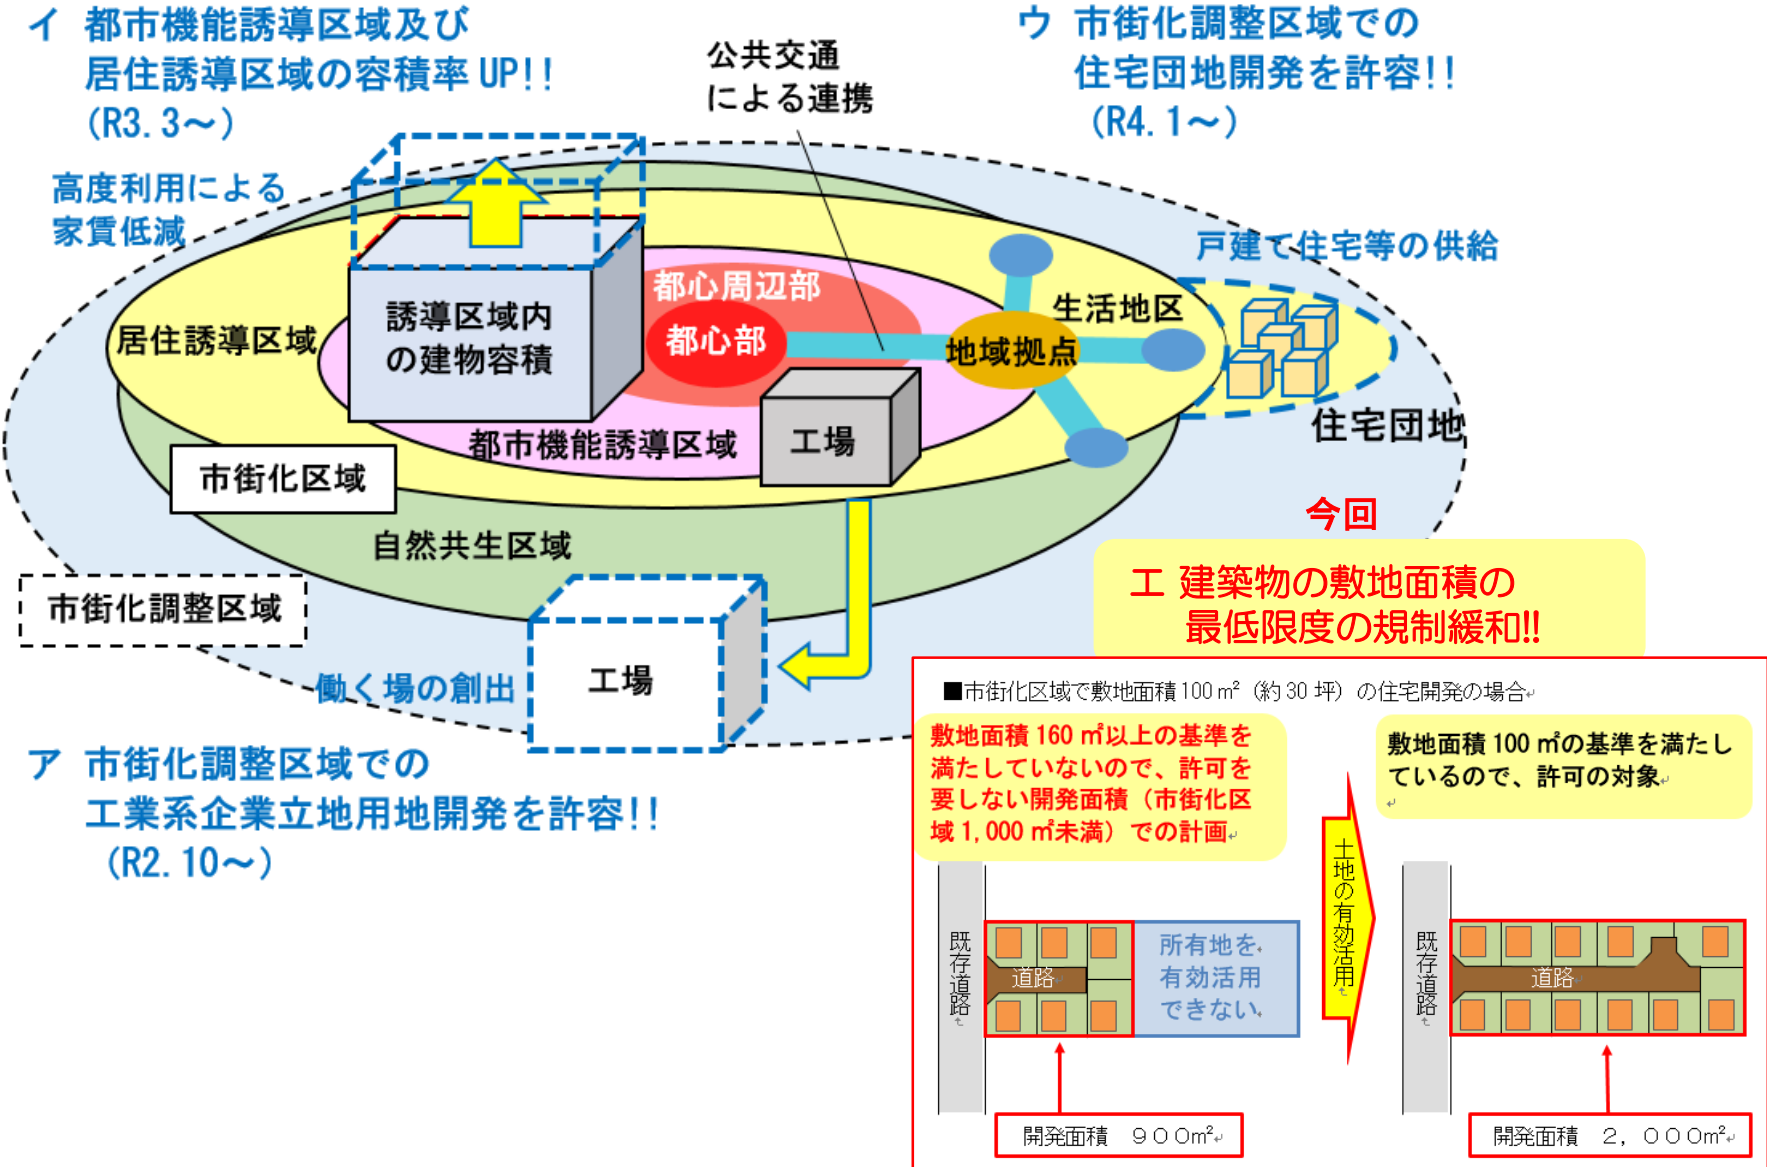 イ 都市機能誘導区域及び
居住誘導区域の容積率 UP!!
(R3.3～)
高度利用による
家賃低減
公共交通
による連携
ウ 市街化調整区域での
住宅団地開発を許容!!
(R4.1～)
戸建て住宅等の供給
都心周辺部
都心部
生活地区
地域拠点
誘導区域内
の建物容積
居住誘導区域
住宅団地
都市機能誘導区域
工場
市街化区域
自然共生区域
市街化調整区域
働く場の創出
工場
ア 市街化調整区域での
工業系企業立地用地開発を許容!!
(R2.10～)
今回
エ 建築物の敷地面積の
最低限度の規制緩和!!
■市街化区域で敷地面積100㎡（約30坪）の住宅開発の場合
敷地面積 160 ㎡以上の基準を
満たしていないので、許可を
要しない開発面積（市街化区
域 1,000 ㎡未満）での計画
敷地面積 100 ㎡の基準を満たし
ているので、許可の対象
土地の有効活用
既存道路
道路
所有地を
有効活用
できない
既存道路
道路
開発面積　９００㎡
開発面積　２，０００㎡